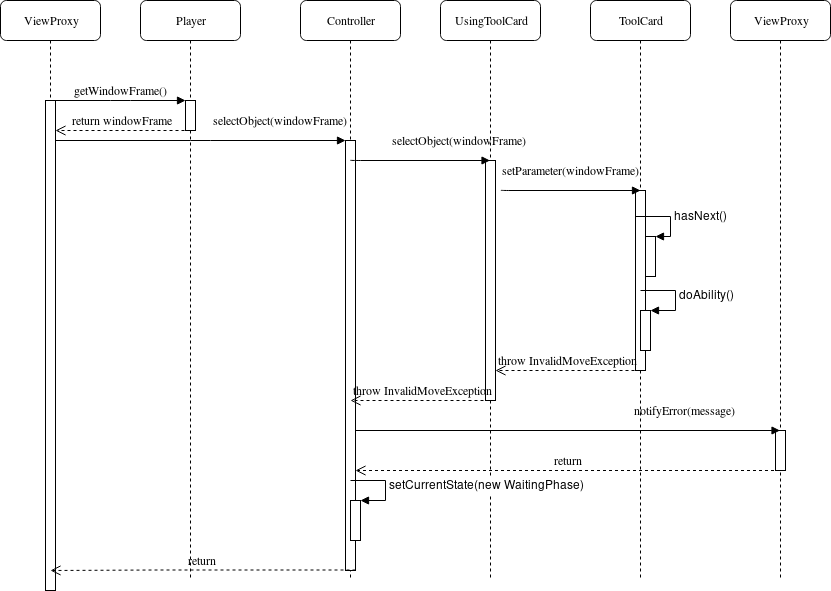 ViewProxy
Player
Controller
UsingToolCard
ToolCard
ViewProxy
getWindowFrame()
return windowFrame
selectObject(windowFrame)
selectObject(windowFrame)
setParameter(windowFrame)
hasNext()
doAbility()
throw InvalidMoveException
throw InvalidMoveException
notifyError(message)
return
setCurrentState(new WaitingPhase)
return